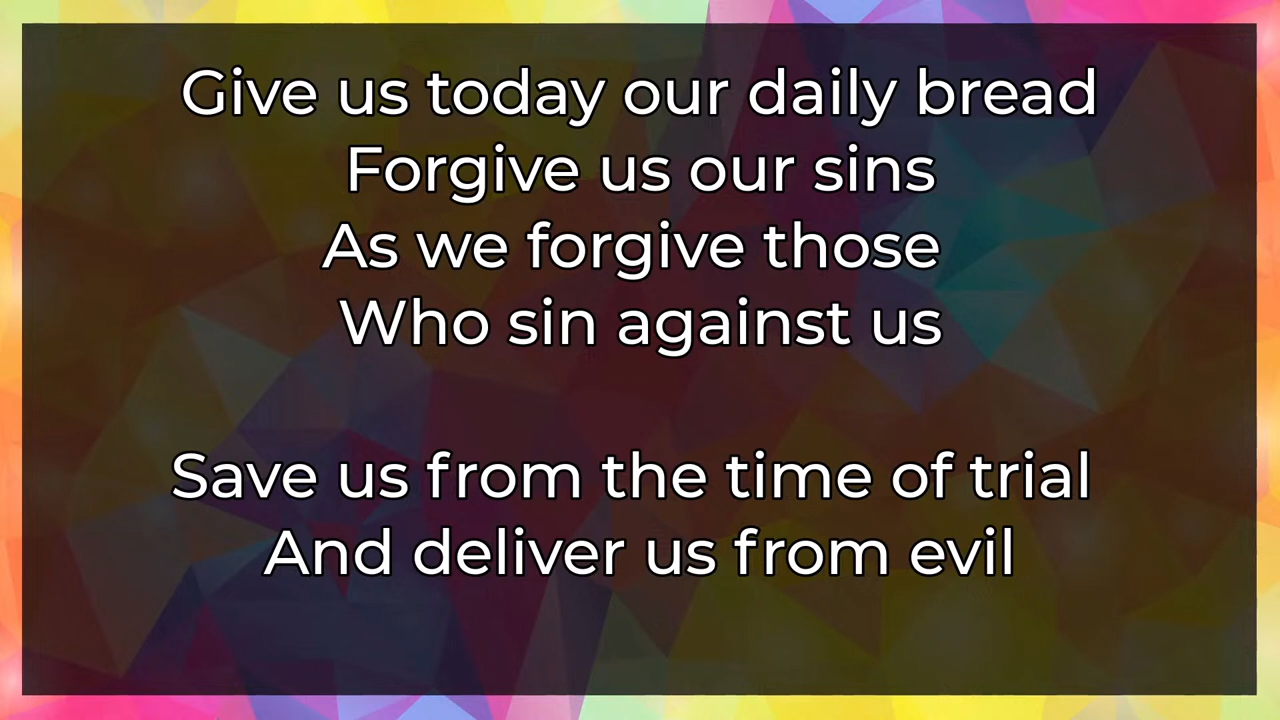 Give us today our daily bread
Forgive us our sins
As we forgive those
Who sin against us
Save us from the time of trial
And deliver us from evil